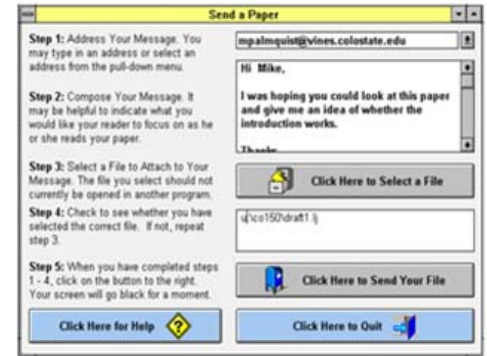 Send a Paper
Step 1: Address Your Message. You
may type in an address or select an
address from the pull-down menu.
mpalmquist@vines.colostate.edu
Step 2: Compose Your Message. It
may be helpful to indicate what you
would like your reader to focus on as he
or she reads your paper.
Hi Mike,
I was hoping you could look at this paper
and give me an idea of whether the
introduction works.
Thanks
Step 3: Select a File to Attach to Your
Message. The file you select should not
currently be opened in another program.
Click Here to Select a File
Step 4: Check to see whether you have
selected the correct file. If not, repeat
step 3.
u:\co150\draft1.lj
Step 5: When you have completed steps
1 - 4, click on the button to the right.
Your screen will go black for a moment.
Click Here to Send Your File
Click Here for Help
Click Here to Quit